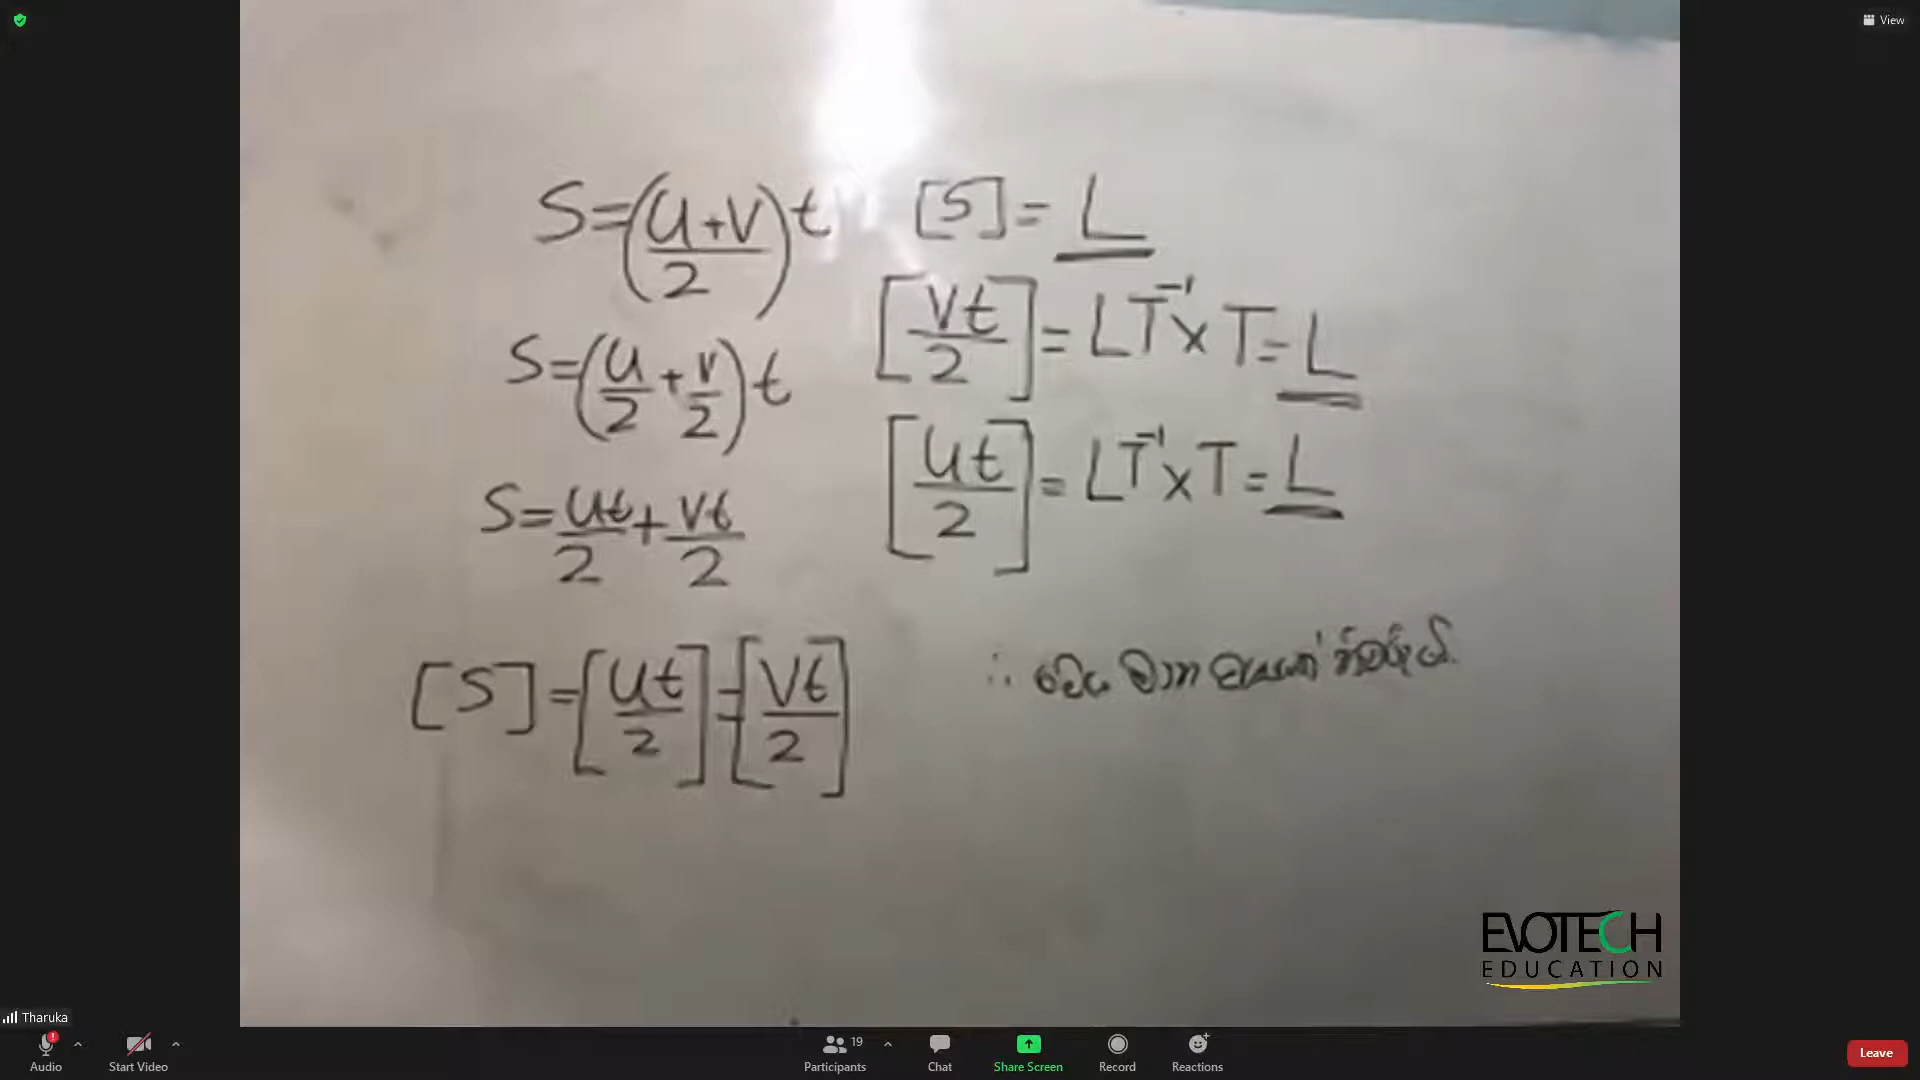 View
S=(u+v/2)t
S=(u/2+v/2)t
S=ut/2+vt/2
[S]=[ut/2]=[vt/2]
[S]=L
[vt/2]=LT⁻¹×T=L
[ut/2]=LT⁻¹×T=L
∴
EVOTECH
EDUCATION
Tharuka
Audio
Start Video
Participants
19
Chat
Share Screen
Record
Reactions
Leave